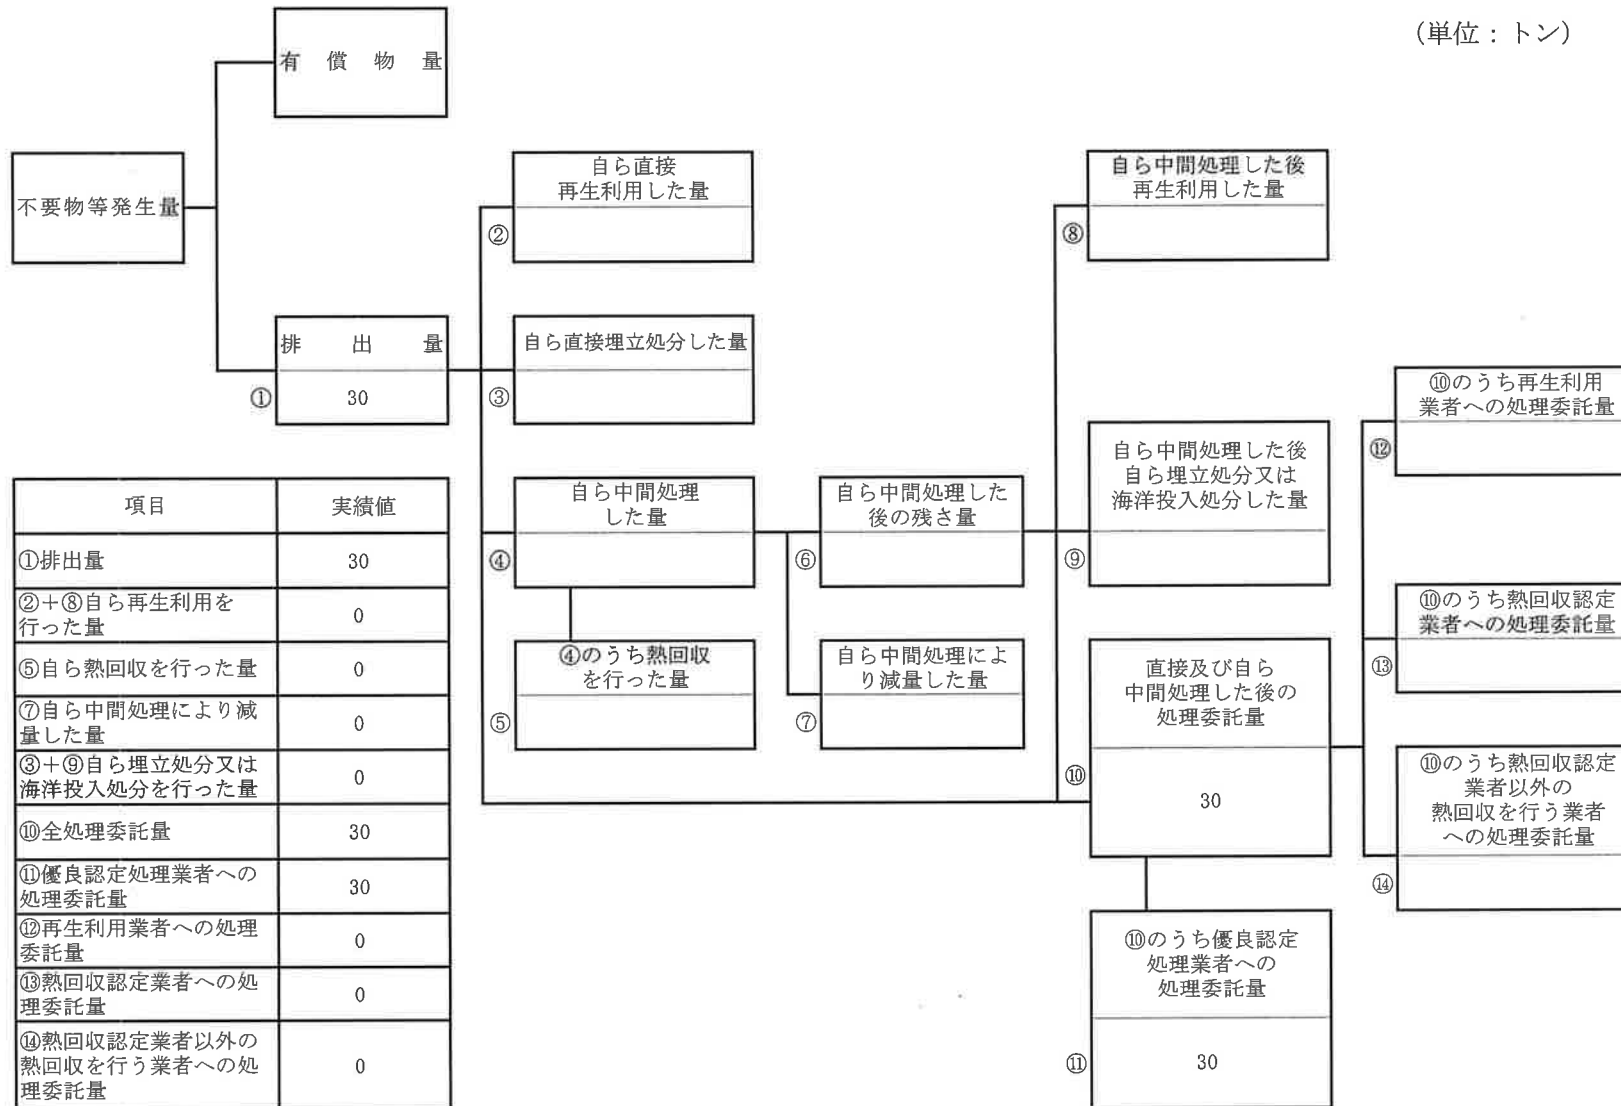 (単位：トン)
有償物量
不要物等発生量
自ら直接
再生利用した量
②
自ら中間処理した後
再生利用した量
⑧
排出量
①
30
自ら直接埋立処分した量
③
⑩のうち再生利用
業者への処理委託量
⑫
自ら中間処理
した量
④
自ら中間処理した
後の残さ量
⑥
自ら中間処理した後
自ら埋立処分又は
海洋投入処分した量
⑨
④のうち熱回収
を行った量
⑤
自ら中間処理によ
り減量した量
⑦
直接及び自ら
中間処理した後の
処理委託量
⑩
30
⑩のうち熱回収認定
業者への処理委託量
⑬
⑩のうち熱回収認定
業者以外の
熱回収を行う業者
への処理委託量
⑭
⑩のうち優良認定
処理業者への
処理委託量
⑪
30
項目 実績値
①排出量 30
②＋⑧自ら再生利用を
行った量 0
⑤自ら熱回収を行った量 0
⑦自ら中間処理により減
量した量 0
③＋⑨自ら埋立処分又は
海洋投入処分を行った量 0
⑩全処理委託量 30
⑪優良認定処理業者への
処理委託量 30
⑫再生利用業者への処理
委託量 0
⑬熱回収認定業者への処
理委託量 0
⑭熱回収認定業者以外の
熱回収を行う業者への処
理委託量 0